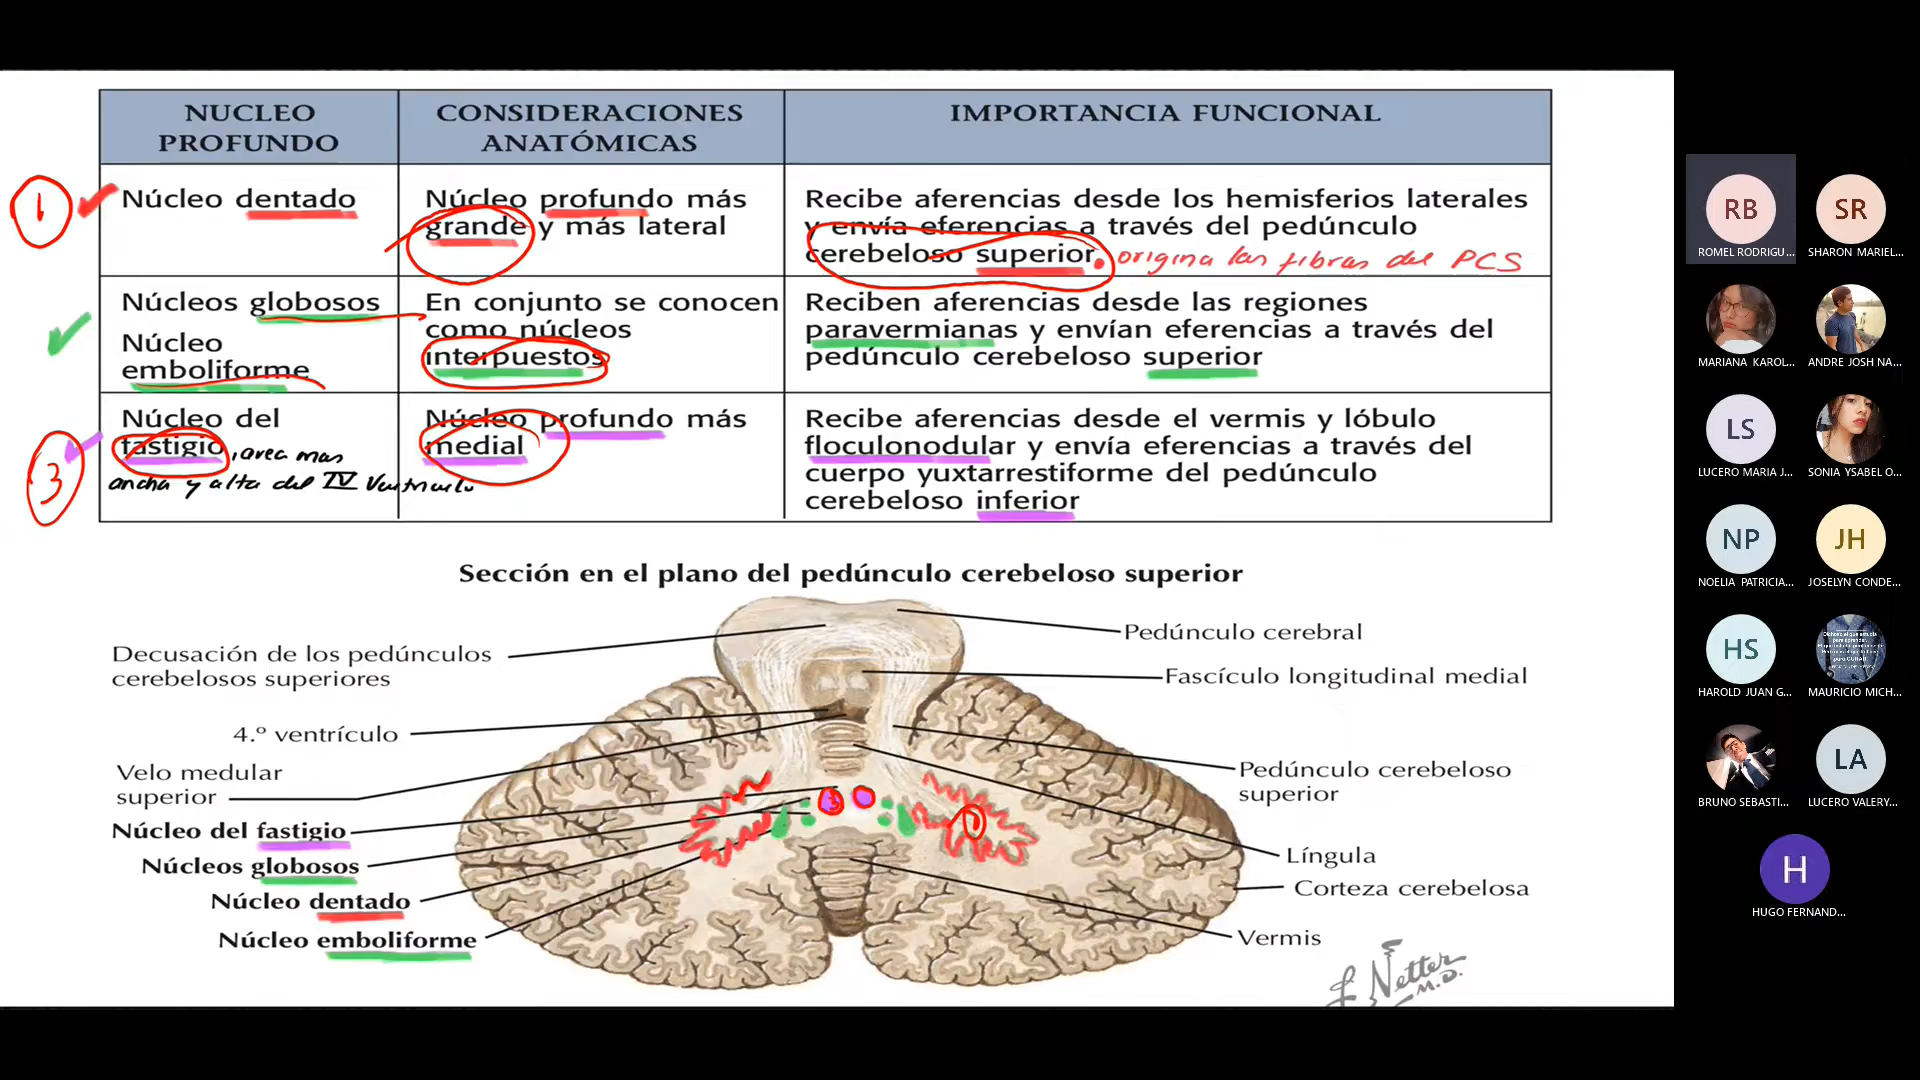 NUCLEO
PROFUNDO
CONSIDERACIONES
ANATÓMICAS
IMPORTANCIA FUNCIONAL
1
Núcleo dentado
Núcleo profundo más
grande y más lateral
Recibe aferencias desde los hemisferios laterales
y envía eferencias a través del pedúnculo
cerebeloso superior. origina las fibras del PCS
Núcleos globosos
Núcleo
emboliforme
En conjunto se conocen
como núcleos
interpuestos
Reciben aferencias desde las regiones
paravermianas y envían eferencias a través del
pedúnculo cerebeloso superior
3
Núcleo del
fastigio, area mas
ancha y alta del IV Ventriculo
Núcleo profundo más
medial
Recibe aferencias desde el vermis y lóbulo
floculonodular y envía eferencias a través del
cuerpo yuxtarrestiforme del pedúnculo
cerebeloso inferior
Sección en el plano del pedúnculo cerebeloso superior
Decusación de los pedúnculos
cerebelosos superiores
4.º ventrículo
Velo medular
superior
Núcleo del fastigio
Núcleos globosos
Núcleo dentado
Núcleo emboliforme
Pedúnculo cerebral
Fascículo longitudinal medial
Pedúnculo cerebeloso
superior
Língula
Corteza cerebelosa
Vermis
F. Netter
M.D.
RB
ROMEL RODRIGU...
SR
SHARON MARIEL...
MARIANA KAROL...
ANDRE JOSH NA...
LS
LUCERO MARIA J...
SONIA YSABEL O...
NP
NOELIA PATRICIA...
JH
JOSELYN CONDE...
HS
HAROLD JUAN G...
MAURICIO MICH...
BRUNO SEBASTI...
LA
LUCERO VALERY...
H
HUGO FERNAND...